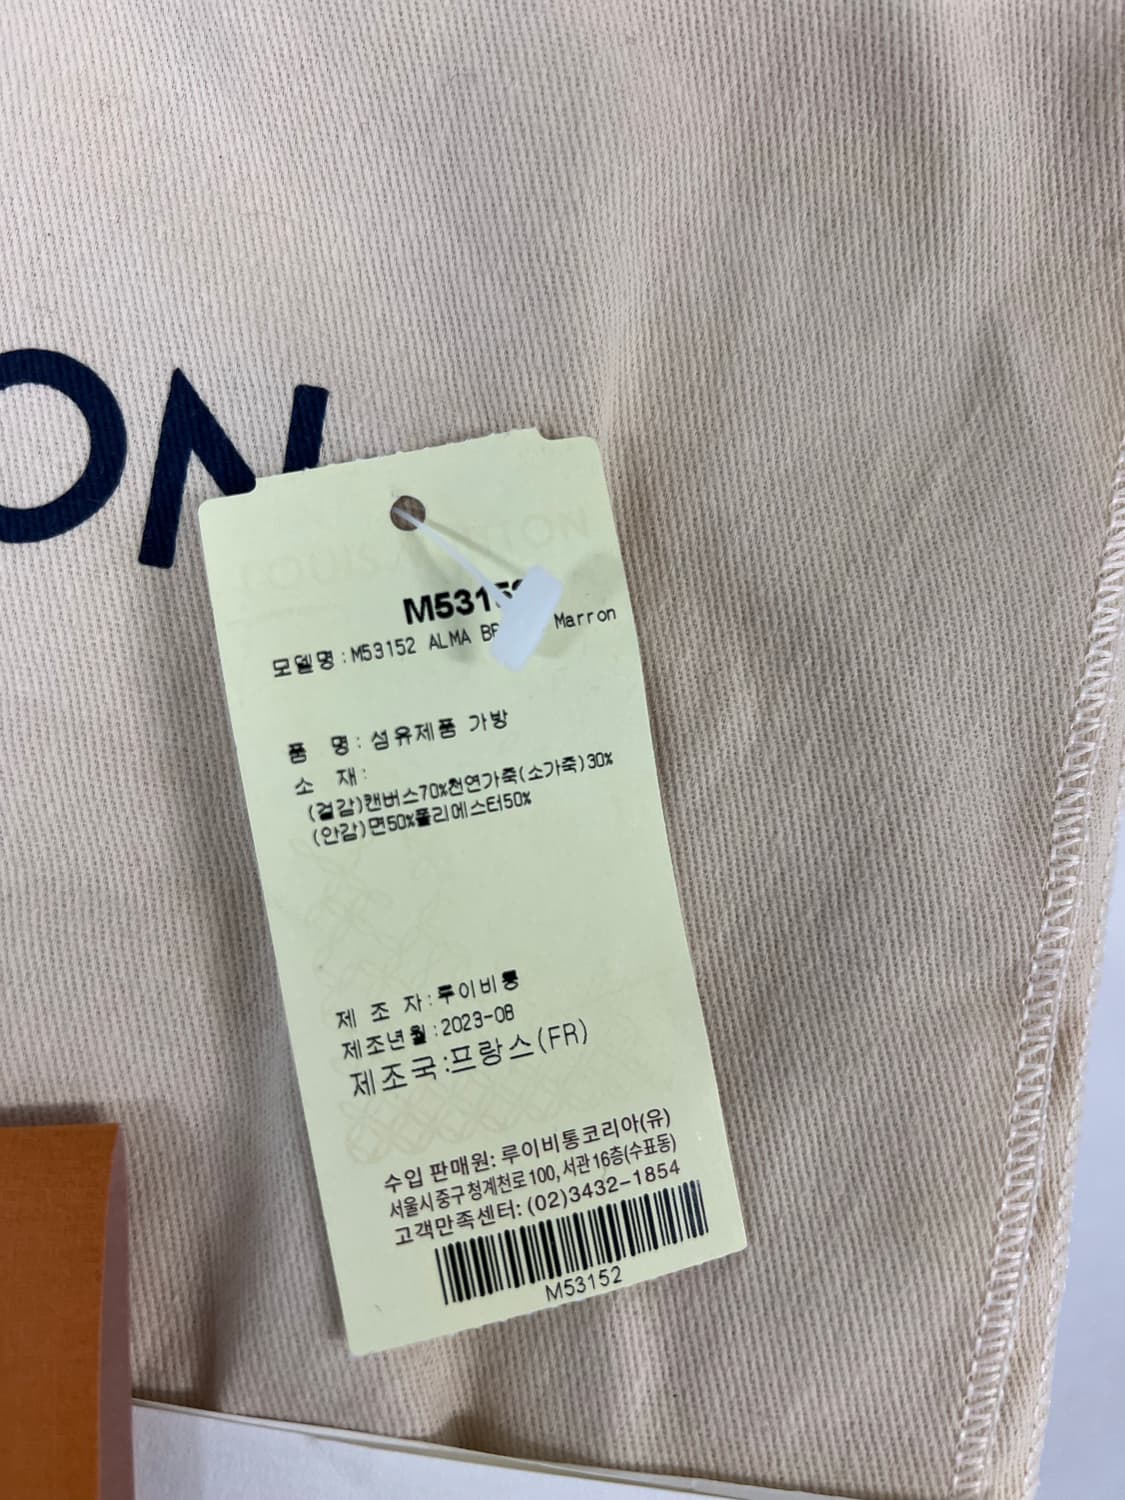 ON
LOUIS VUITTON
M5315
모델명:M53152 ALMA BB Marron
품 명:섬유제품 가방
소 재:
(겉감)캔버스70%천연가죽(소가죽)30%
(안감)면50%폴리에스터50%
제 조 자:루이비통
제조년월:2023-08
제조국:프랑스(FR)
수입 판매원: 루이비통코리아(유)
서울시중구 청계천로 100, 서관 16층(수표동)
고객만족센터: (02)3432-1854
M53152